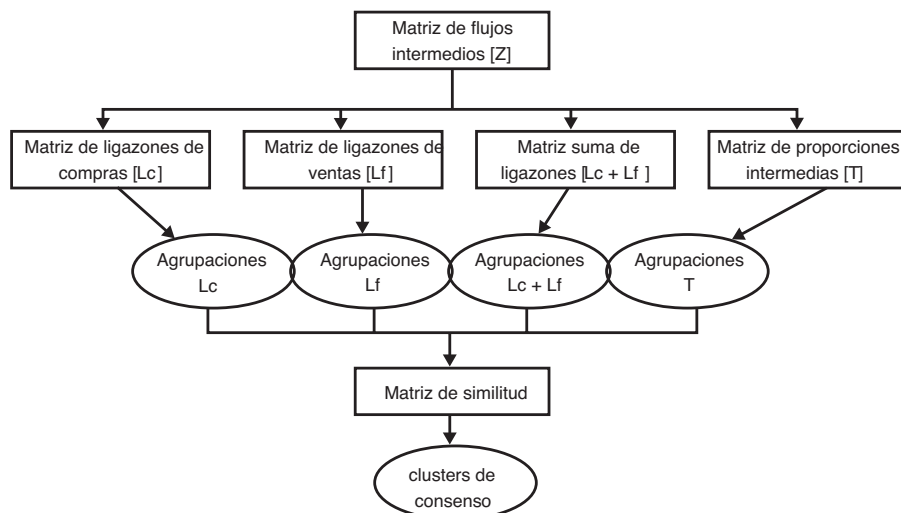 Matriz de flujos
intermedios [Z]
Matriz de ligazones de
compras [Lc]
Matriz de ligazones de
ventas [Lf]
Matriz suma de
ligazones [Lc + Lf ]
Matriz de proporciones
intermedias [T]
Agrupaciones
Lc
Agrupaciones
Lf
Agrupaciones
Lc + Lf
Agrupaciones
T
Matriz de similitud
clusters de
consenso